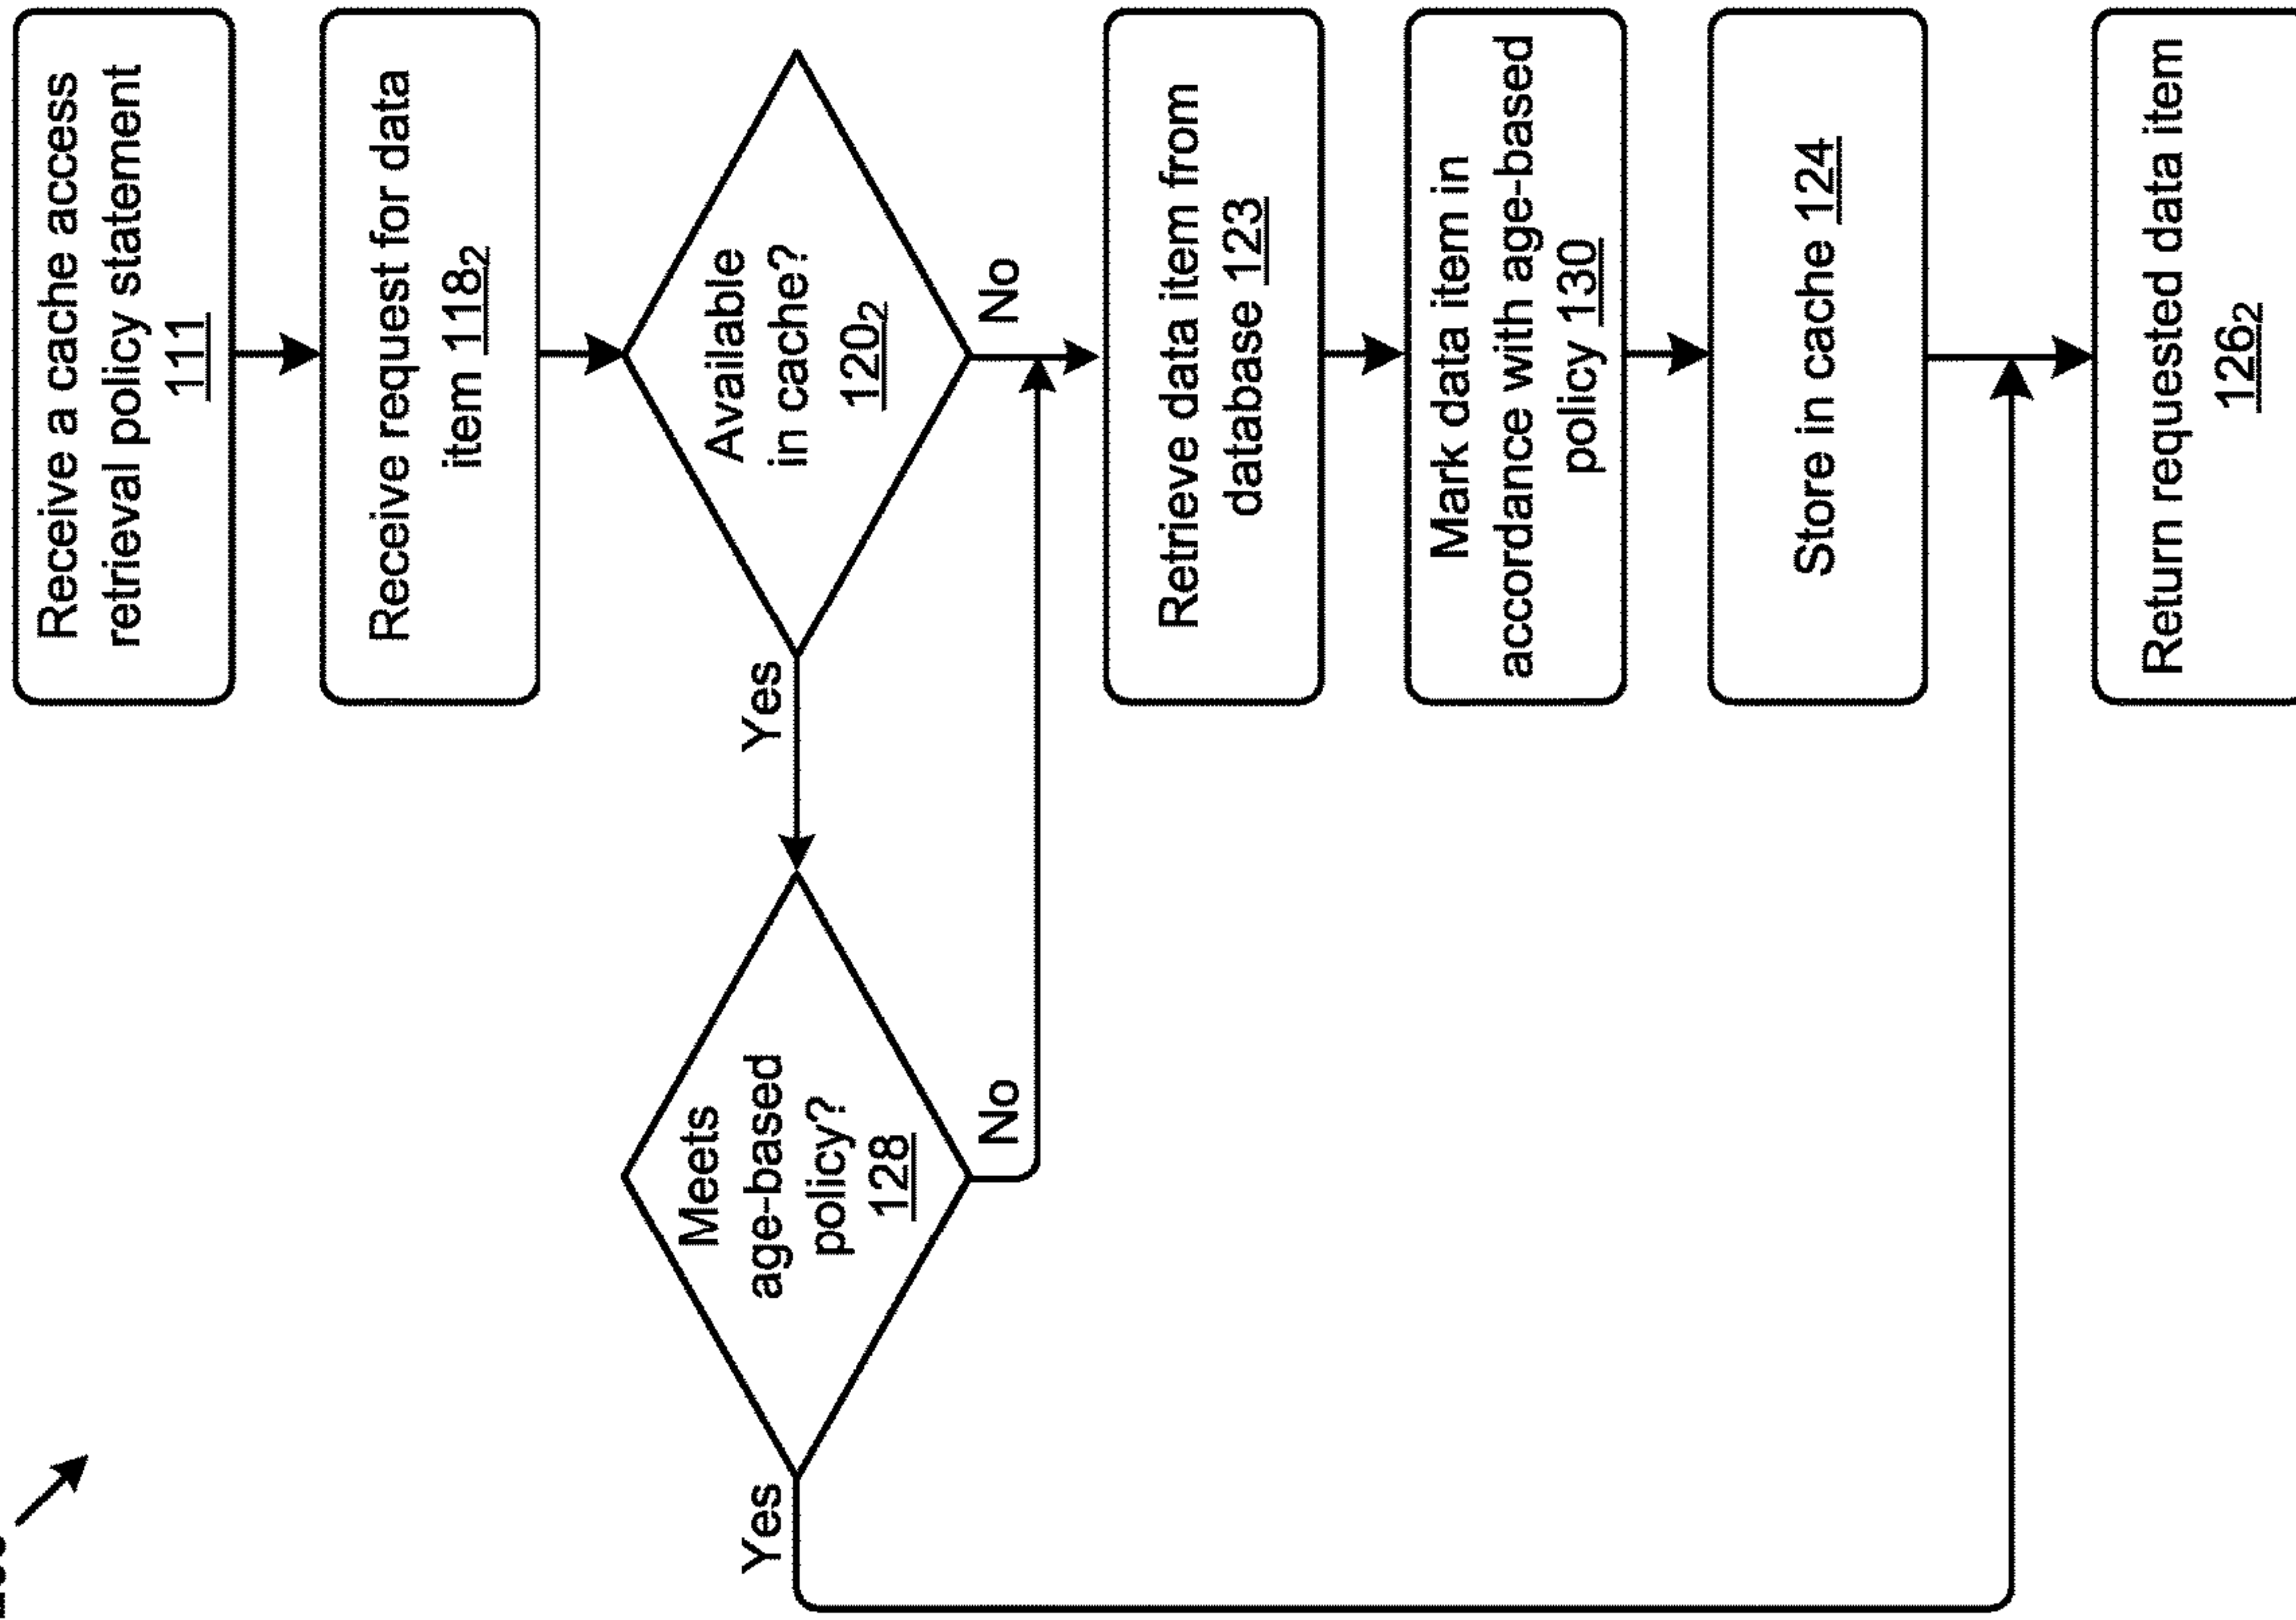 Receive a cache access
retrieval policy statement
111
Receive request for data
item 118₂
Available
in cache?
120₂
Yes
No
Meets
age-based
policy?
128
Yes
No
Retrieve data item from
database 123
Mark data item in
accordance with age-based
policy 130
Store in cache 124
Return requested data item
126₂